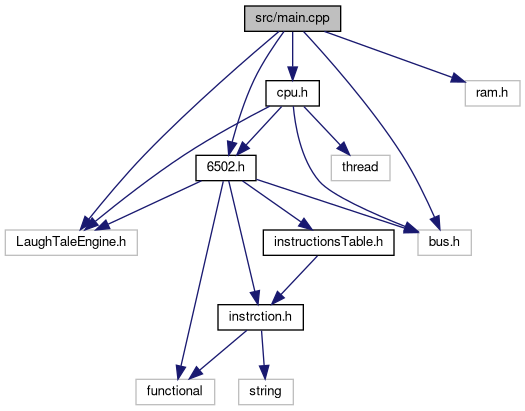 src/main.cpp
cpu.h
ram.h
6502.h
thread
LaughTaleEngine.h
instructionsTable.h
bus.h
instrction.h
functional
string